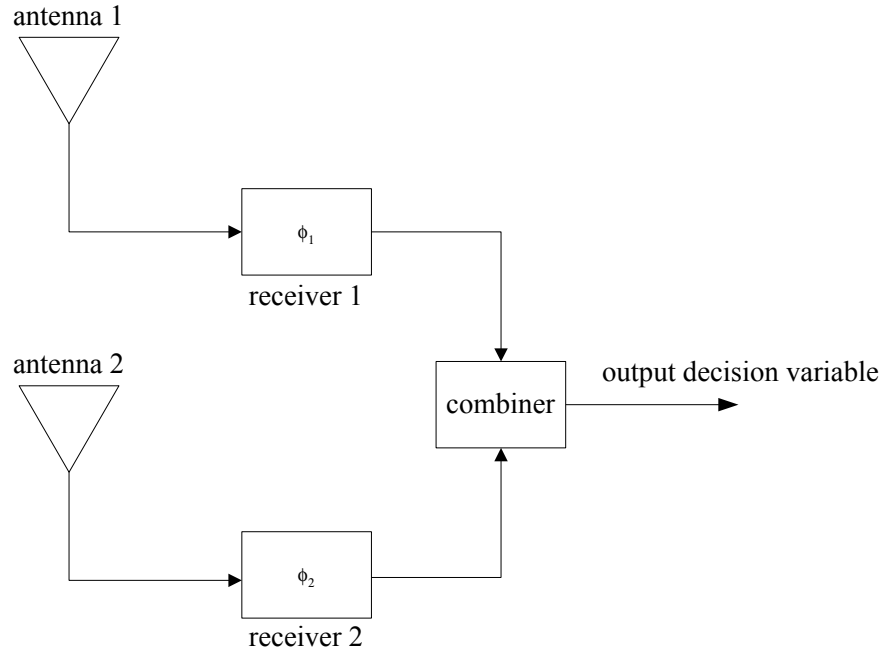 antenna 1
ϕ₁
receiver 1
antenna 2
combiner
output decision variable
ϕ₂
receiver 2